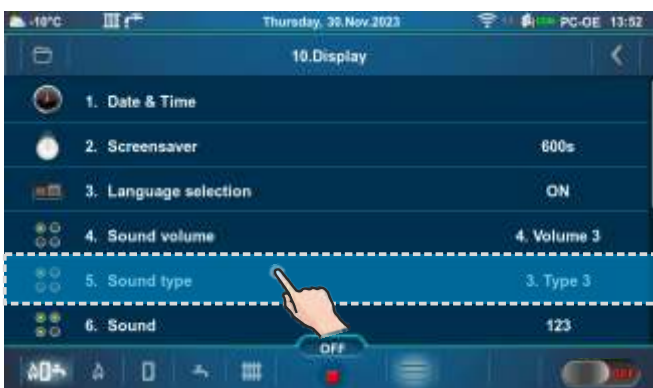 -10°C Thursday, 30.Nov.2023 PC-OE 13:52
10.Display
1. Date & Time
2. Screensaver 600s
3. Language selection ON
4. Sound volume 4. Volume 3
5. Sound type 3. Type 3
6. Sound 123
OFF
OFF